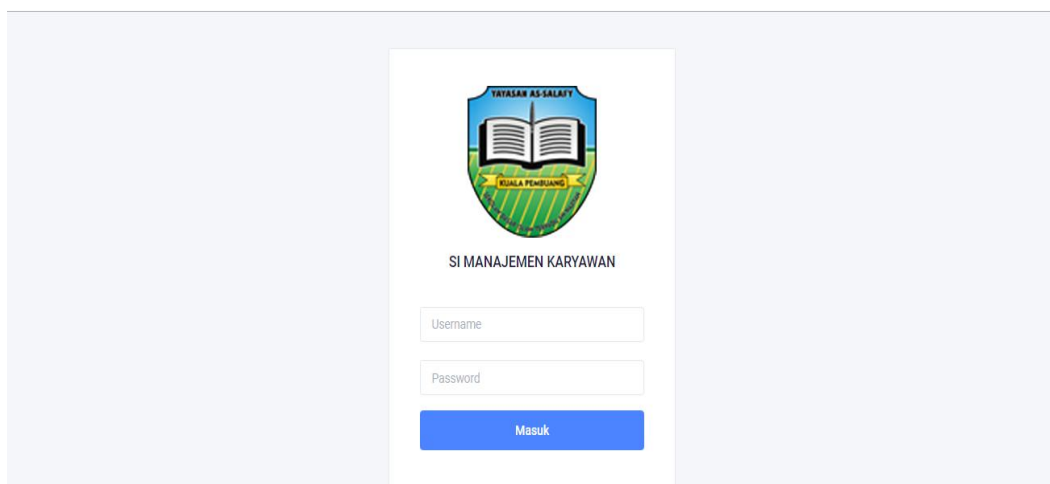 YAYASAN AS-SALAFY
KUALA PEMBUANG
SI MANAJEMEN KARYAWAN
Username
Password
Masuk